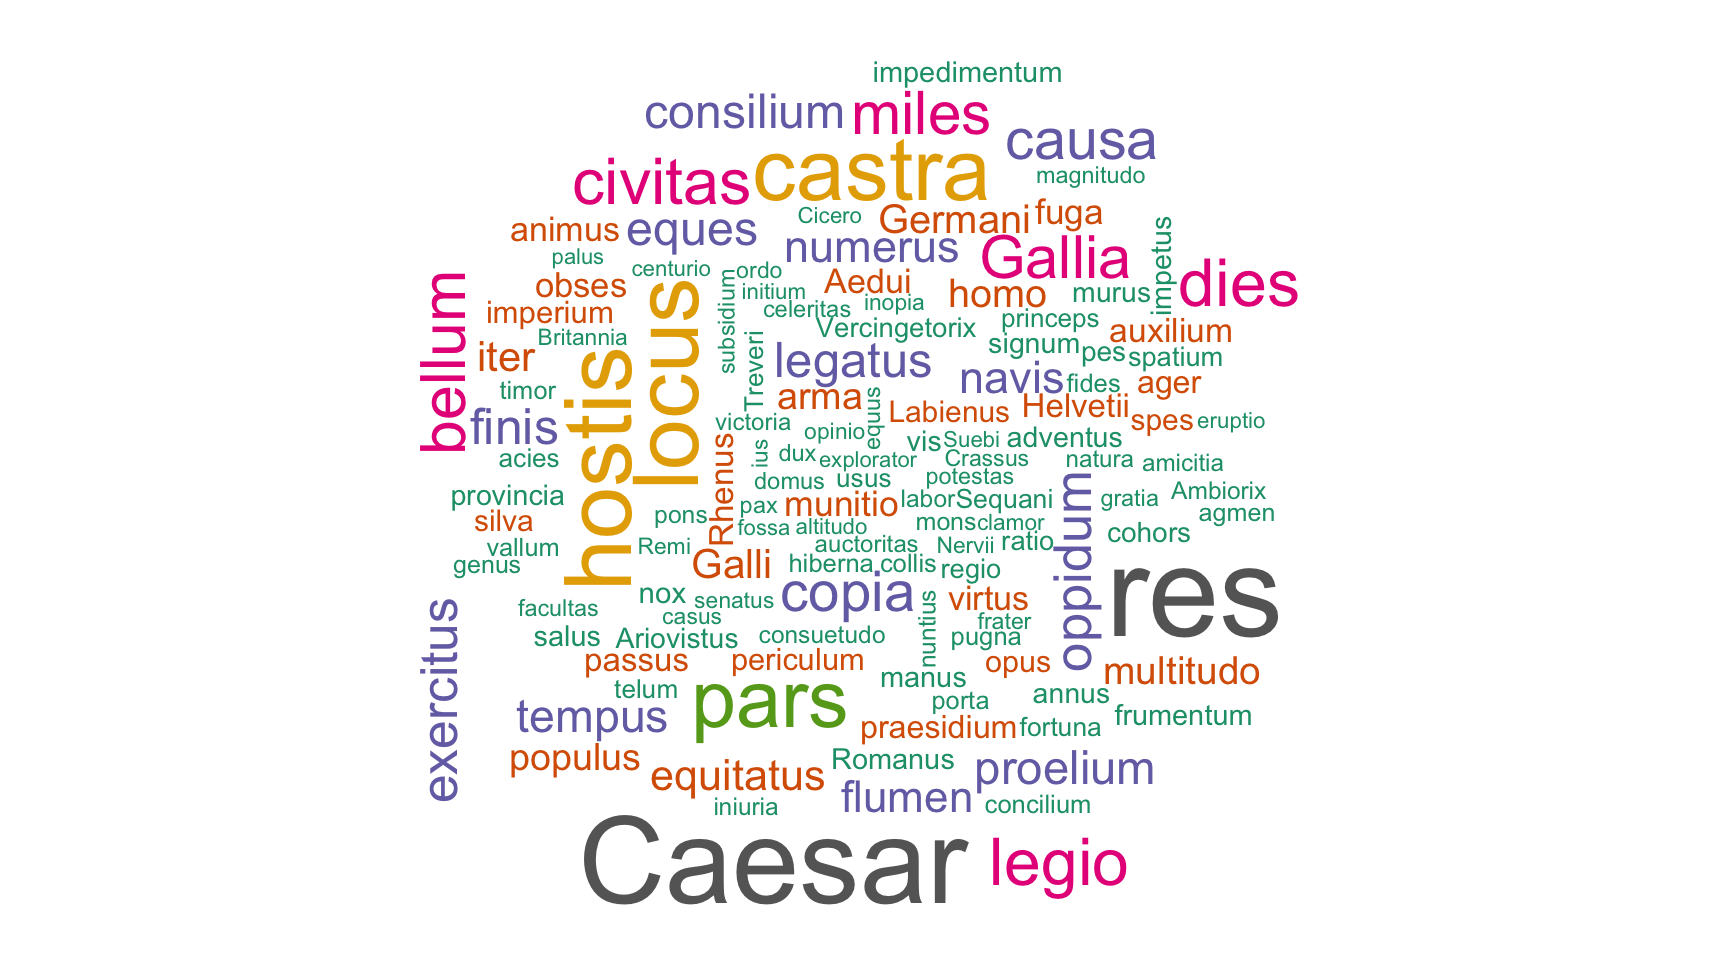 impedimentum
consilium
miles
causa
castra
civitas
magnitudo
Cicero
Germani
fuga
animus
eques
numerus
Gallia
impetus
dies
palus
centurio
ordo
obses
subsidium
initium
Aedui
inopia
homo
murus
bellum
imperium
locus
celeritas
Vercingetorix
princeps
auxilium
Britannia
signum
pes
spatium
iter
Treveri
legatus
navis
fides
ager
timor
hostis
arma
equus
Labienus
Helvetii
spes
eruptio
finis
victoria
opinio
vis
Suebi
adventus
acies
Rhenus
ius
dux
explorator
Crassus
natura
amicitia
domus
usus
potestas
provincia
pax
munitio
labor
Sequani
oppidum
gratia
Ambiorix
silva
pons
fossa
altitudo
mons
clamor
agmen
vallum
Remi
auctoritas
Nervii
ratio
cohors
genus
Galli
hiberna
collis
regio
res
exercitus
facultas
nox
senatus
copia
nuntius
virtus
casus
frater
salus
Ariovistus
consuetudo
pugna
passus
periculum
opus
multitudo
telum
pars
manus
annus
porta
tempus
praesidium
fortuna
frumentum
populus
equitatus
Romanus
proelium
iniuria
flumen
concilium
Caesar
legio